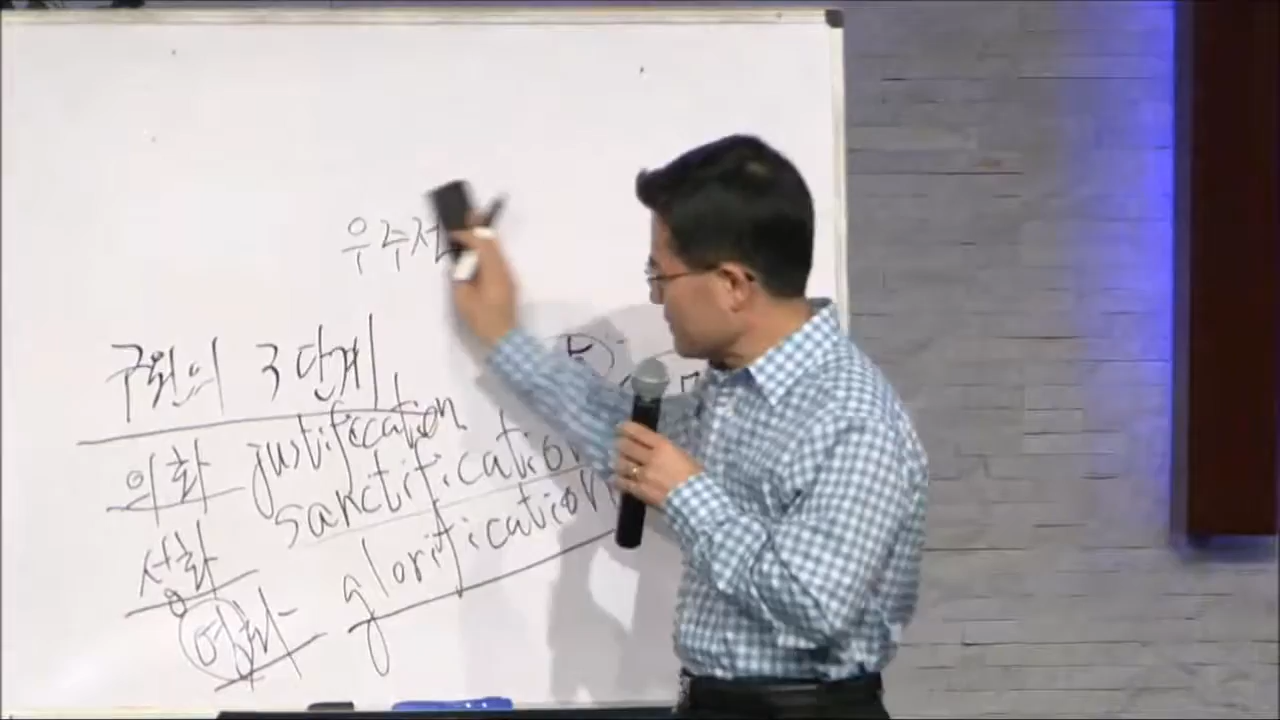 우주적
구원의 3 단계
의화 justification
성화 sanctification
영화 glorification